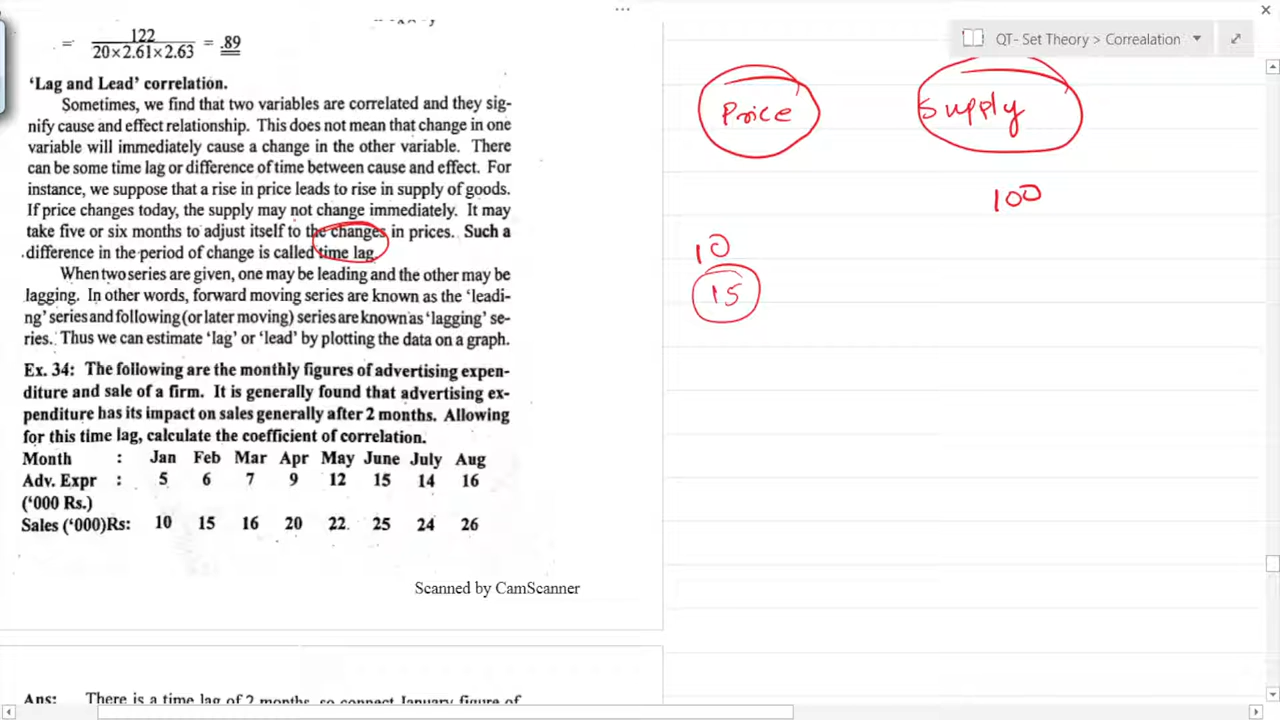 = 122
20×2.61×2.63 = .89
'Lag and Lead' correlation.
Sometimes, we find that two variables are correlated and they sig-
nify cause and effect relationship. This does not mean that change in one
variable will immediately cause a change in the other variable. There
can be some time lag or difference of time between cause and effect. For
instance, we suppose that a rise in price leads to rise in supply of goods.
If price changes today, the supply may not change immediately. It may
take five or six months to adjust itself to the changes in prices. Such a
difference in the period of change is called time lag.
When two series are given, one may be leading and the other may be
lagging. In other words, forward moving series are known as the 'leadi-
ng' series and following (or later moving) series are known as 'lagging' se-
ries. Thus we can estimate 'lag' or 'lead' by plotting the data on a graph.
Ex. 34: The following are the monthly figures of advertising expen-
diture and sale of a firm. It is generally found that advertising ex-
penditure has its impact on sales generally after 2 months. Allowing
for this time lag, calculate the coefficient of correlation.
Month : Jan Feb Mar Apr May June July Aug
Adv. Expr : 5 6 7 9 12 15 14 16
('000 Rs.)
Sales ('000)Rs: 10 15 16 20 22 25 24 26
Scanned by CamScanner
Ans: There is a time lag of 2 months, so connect January figure of
QT- Set Theory > Correalation
Price Supply
100
10
15